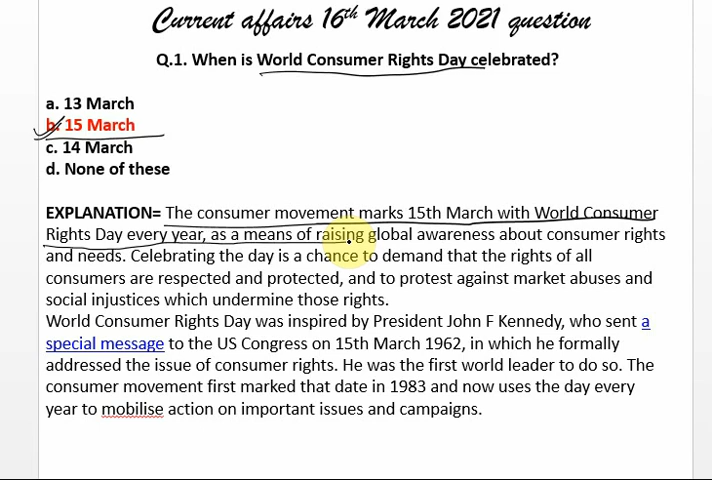 Current affairs 16th March 2021 question
Q.1. When is World Consumer Rights Day celebrated?
a. 13 March
b. 15 March
c. 14 March
d. None of these
EXPLANATION= The consumer movement marks 15th March with World Consumer
Rights Day every year, as a means of raising global awareness about consumer rights
and needs. Celebrating the day is a chance to demand that the rights of all
consumers are respected and protected, and to protest against market abuses and
social injustices which undermine those rights.
World Consumer Rights Day was inspired by President John F Kennedy, who sent a
special message to the US Congress on 15th March 1962, in which he formally
addressed the issue of consumer rights. He was the first world leader to do so. The
consumer movement first marked that date in 1983 and now uses the day every
year to mobilise action on important issues and campaigns.